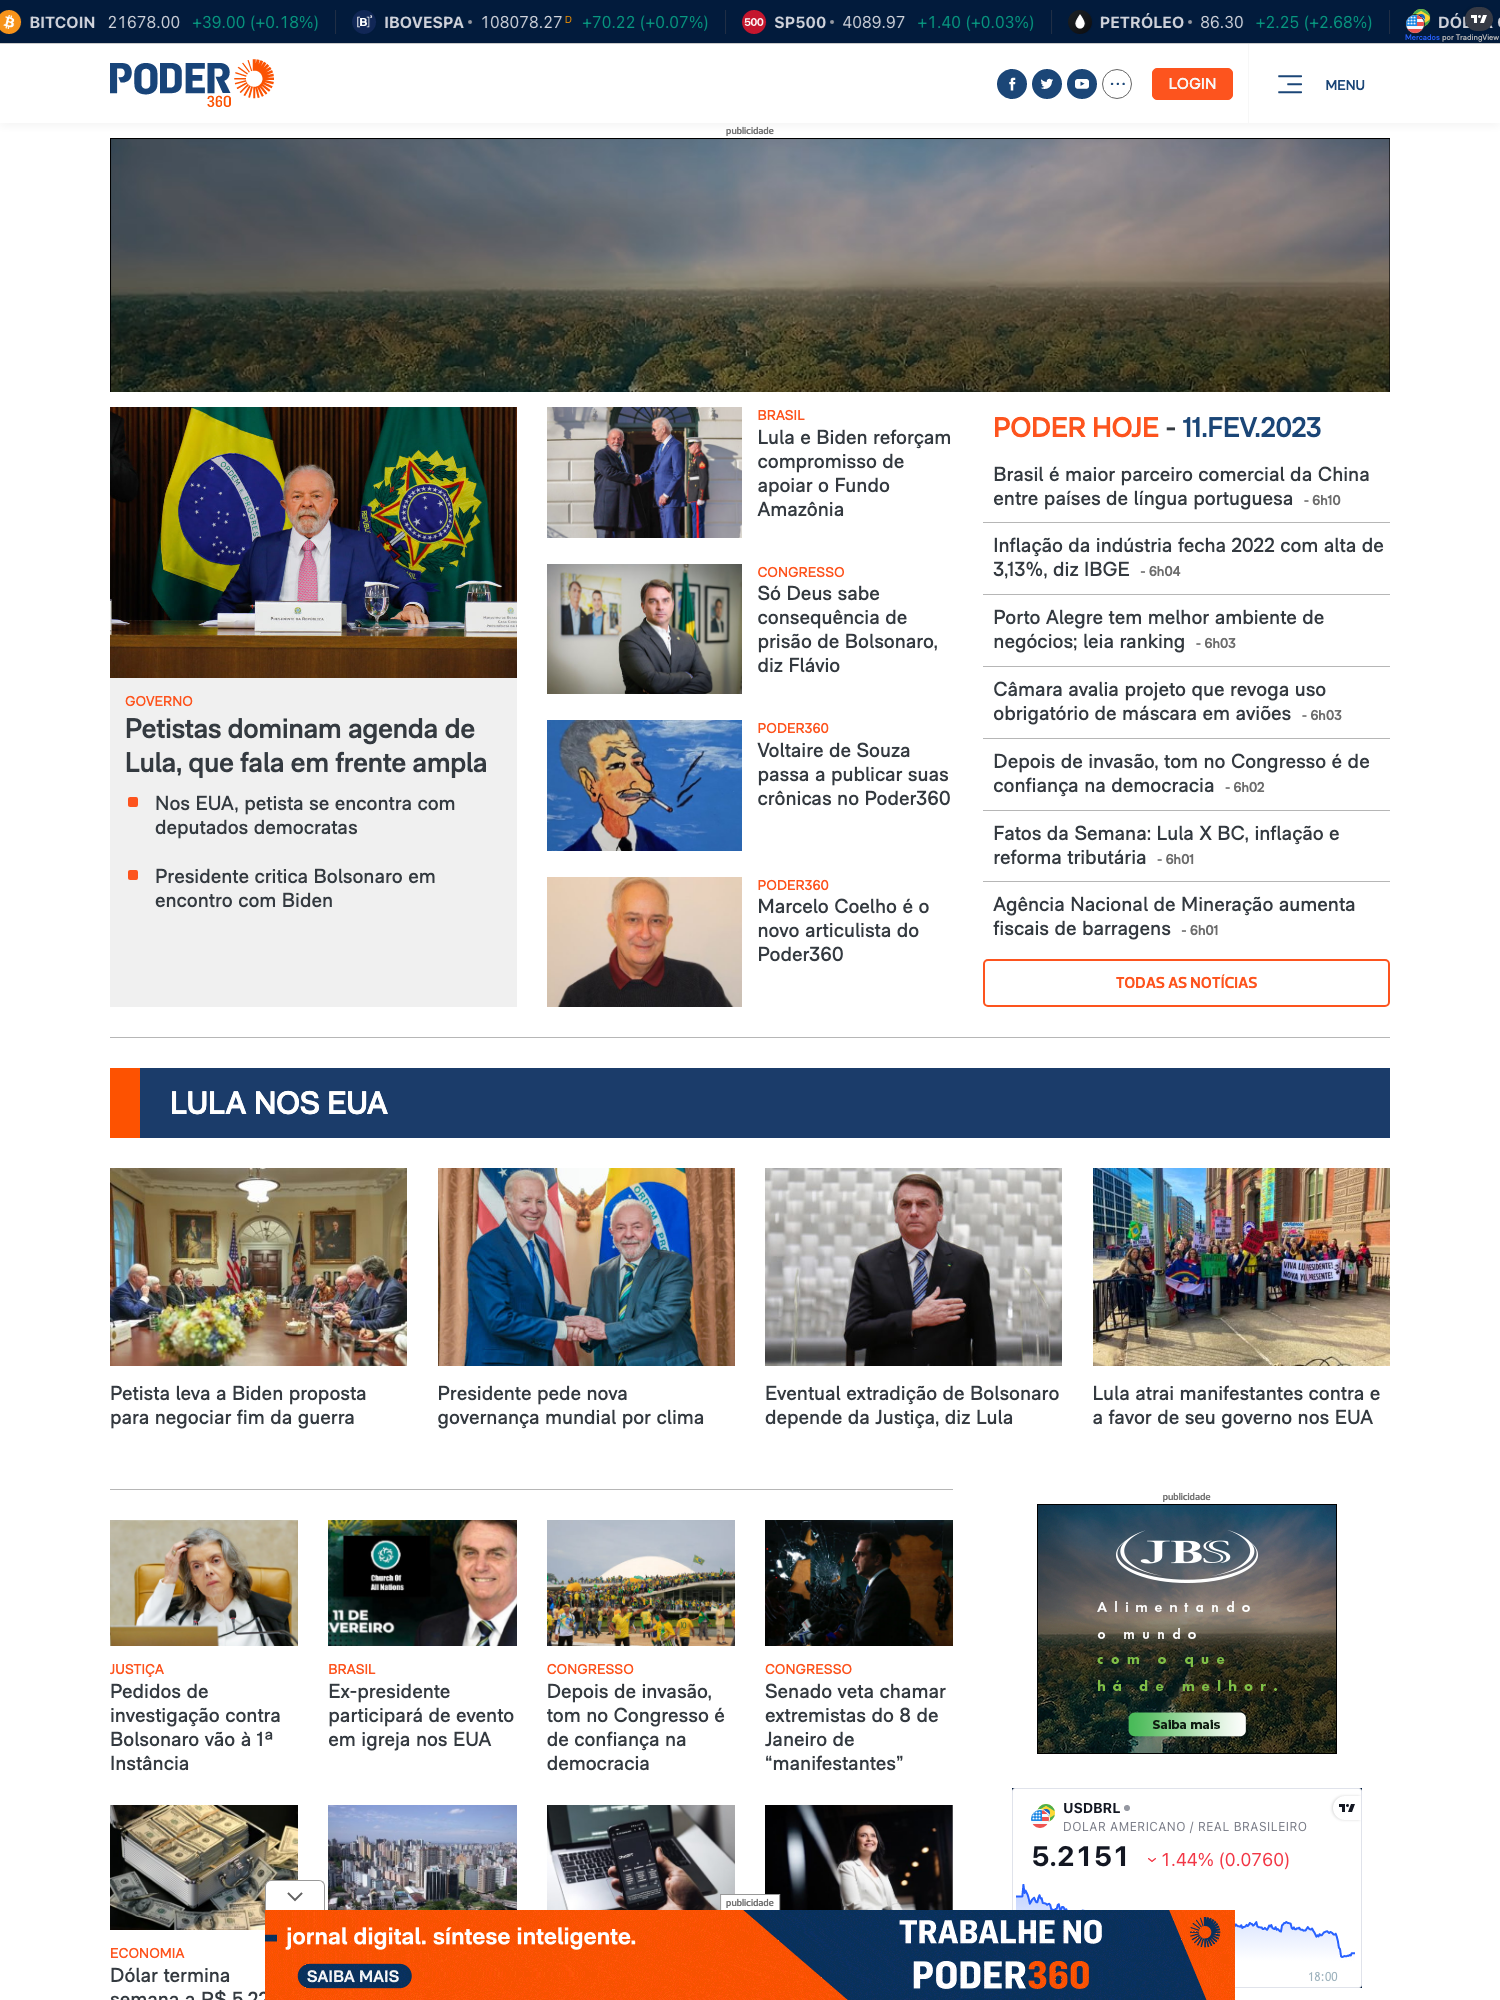 BITCOIN 21678.00 +39.00 (+0.18%)
IBOVESPA 108078.27 D +70.22 (+0.07%)
500 SP500 4089.97 +1.40 (+0.03%)
PETRÓLEO 86.30 +2.25 (+2.68%)
Mercados por TradingView
PODER
360
LOGIN
MENU
publicidade
GOVERNO
Petistas dominam agenda de
Lula, que fala em frente ampla
Nos EUA, petista se encontra com
deputados democratas
Presidente critica Bolsonaro em
encontro com Biden
BRASIL
Lula e Biden reforçam
compromisso de
apoiar o Fundo
Amazônia
CONGRESSO
Só Deus sabe
consequência de
prisão de Bolsonaro,
diz Flávio
PODER360
Voltaire de Souza
passa a publicar suas
crônicas no Poder360
PODER360
Marcelo Coelho é o
novo articulista do
Poder360
PODER HOJE - 11.FEV.2023
Brasil é maior parceiro comercial da China
entre países de língua portuguesa - 6h10
Inflação da indústria fecha 2022 com alta de
3,13%, diz IBGE - 6h04
Porto Alegre tem melhor ambiente de
negócios; leia ranking - 6h03
Câmara avalia projeto que revoga uso
obrigatório de máscara em aviões - 6h03
Depois de invasão, tom no Congresso é de
confiança na democracia - 6h02
Fatos da Semana: Lula X BC, inflação e
reforma tributária - 6h01
Agência Nacional de Mineração aumenta
fiscais de barragens - 6h01
TODAS AS NOTÍCIAS
LULA NOS EUA
Petista leva a Biden proposta
para negociar fim da guerra
Presidente pede nova
governança mundial por clima
Eventual extradição de Bolsonaro
depende da Justiça, diz Lula
Lula atrai manifestantes contra e
a favor de seu governo nos EUA
Church Of
All Nations
11 DE
VEREIRO
JUSTIÇA
Pedidos de
investigação contra
Bolsonaro vão à 1ª
Instância
BRASIL
Ex-presidente
participará de evento
em igreja nos EUA
CONGRESSO
Depois de invasão,
tom no Congresso é
de confiança na
democracia
CONGRESSO
Senado veta chamar
extremistas do 8 de
Janeiro de
“manifestantes”
publicidade
JBS
Alimentando
o mundo
com o que
há de melhor.
Saiba mais
USDBRL
DOLAR AMERICANO / REAL BRASILEIRO
5.2151 1.44% (0.0760)
18:00
ECONOMIA
Dólar termina
semana a R$ 5,22
publicidade
jornal digital. síntese inteligente.
SAIBA MAIS
TRABALHE NO
PODER360